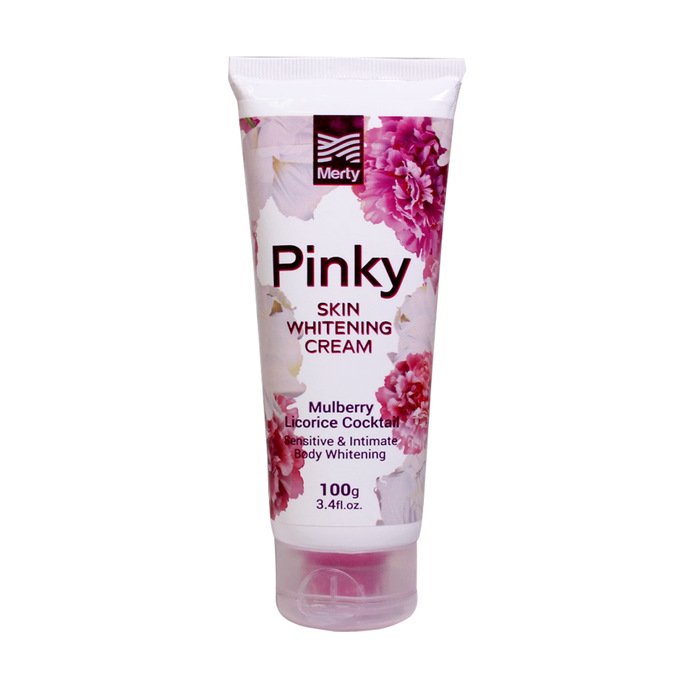 Merty
Pinky
SKIN
WHITENING
CREAM
Mulberry
Licorice Cocktail
Sensitive & Intimate
Body Whitening
100g
3.4fl.oz.